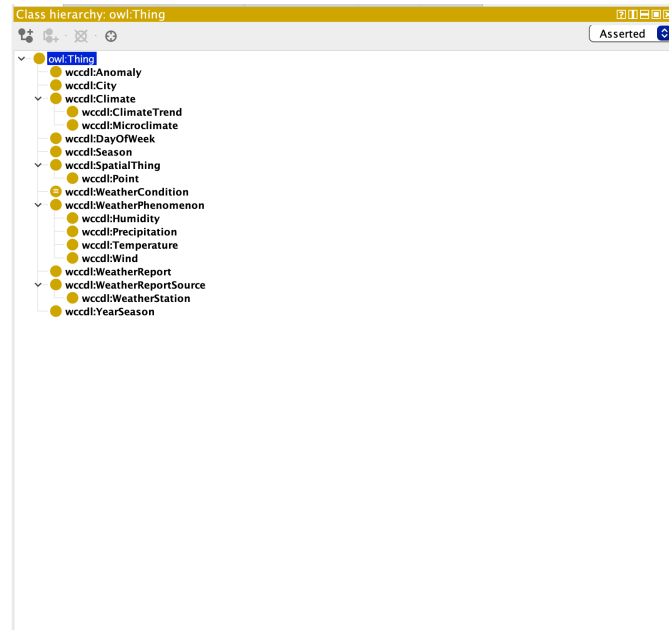 Class hierarchy: owl:Thing
Asserted
owl:Thing
wccdl:Anomaly
wccdl:City
wccdl:Climate
wccdl:ClimateTrend
wccdl:Microclimate
wccdl:DayOfWeek
wccdl:Season
wccdl:SpatialThing
wccdl:Point
wccdl:WeatherCondition
wccdl:WeatherPhenomenon
wccdl:Humidity
wccdl:Precipitation
wccdl:Temperature
wccdl:Wind
wccdl:WeatherReport
wccdl:WeatherReportSource
wccdl:WeatherStation
wccdl:YearSeason